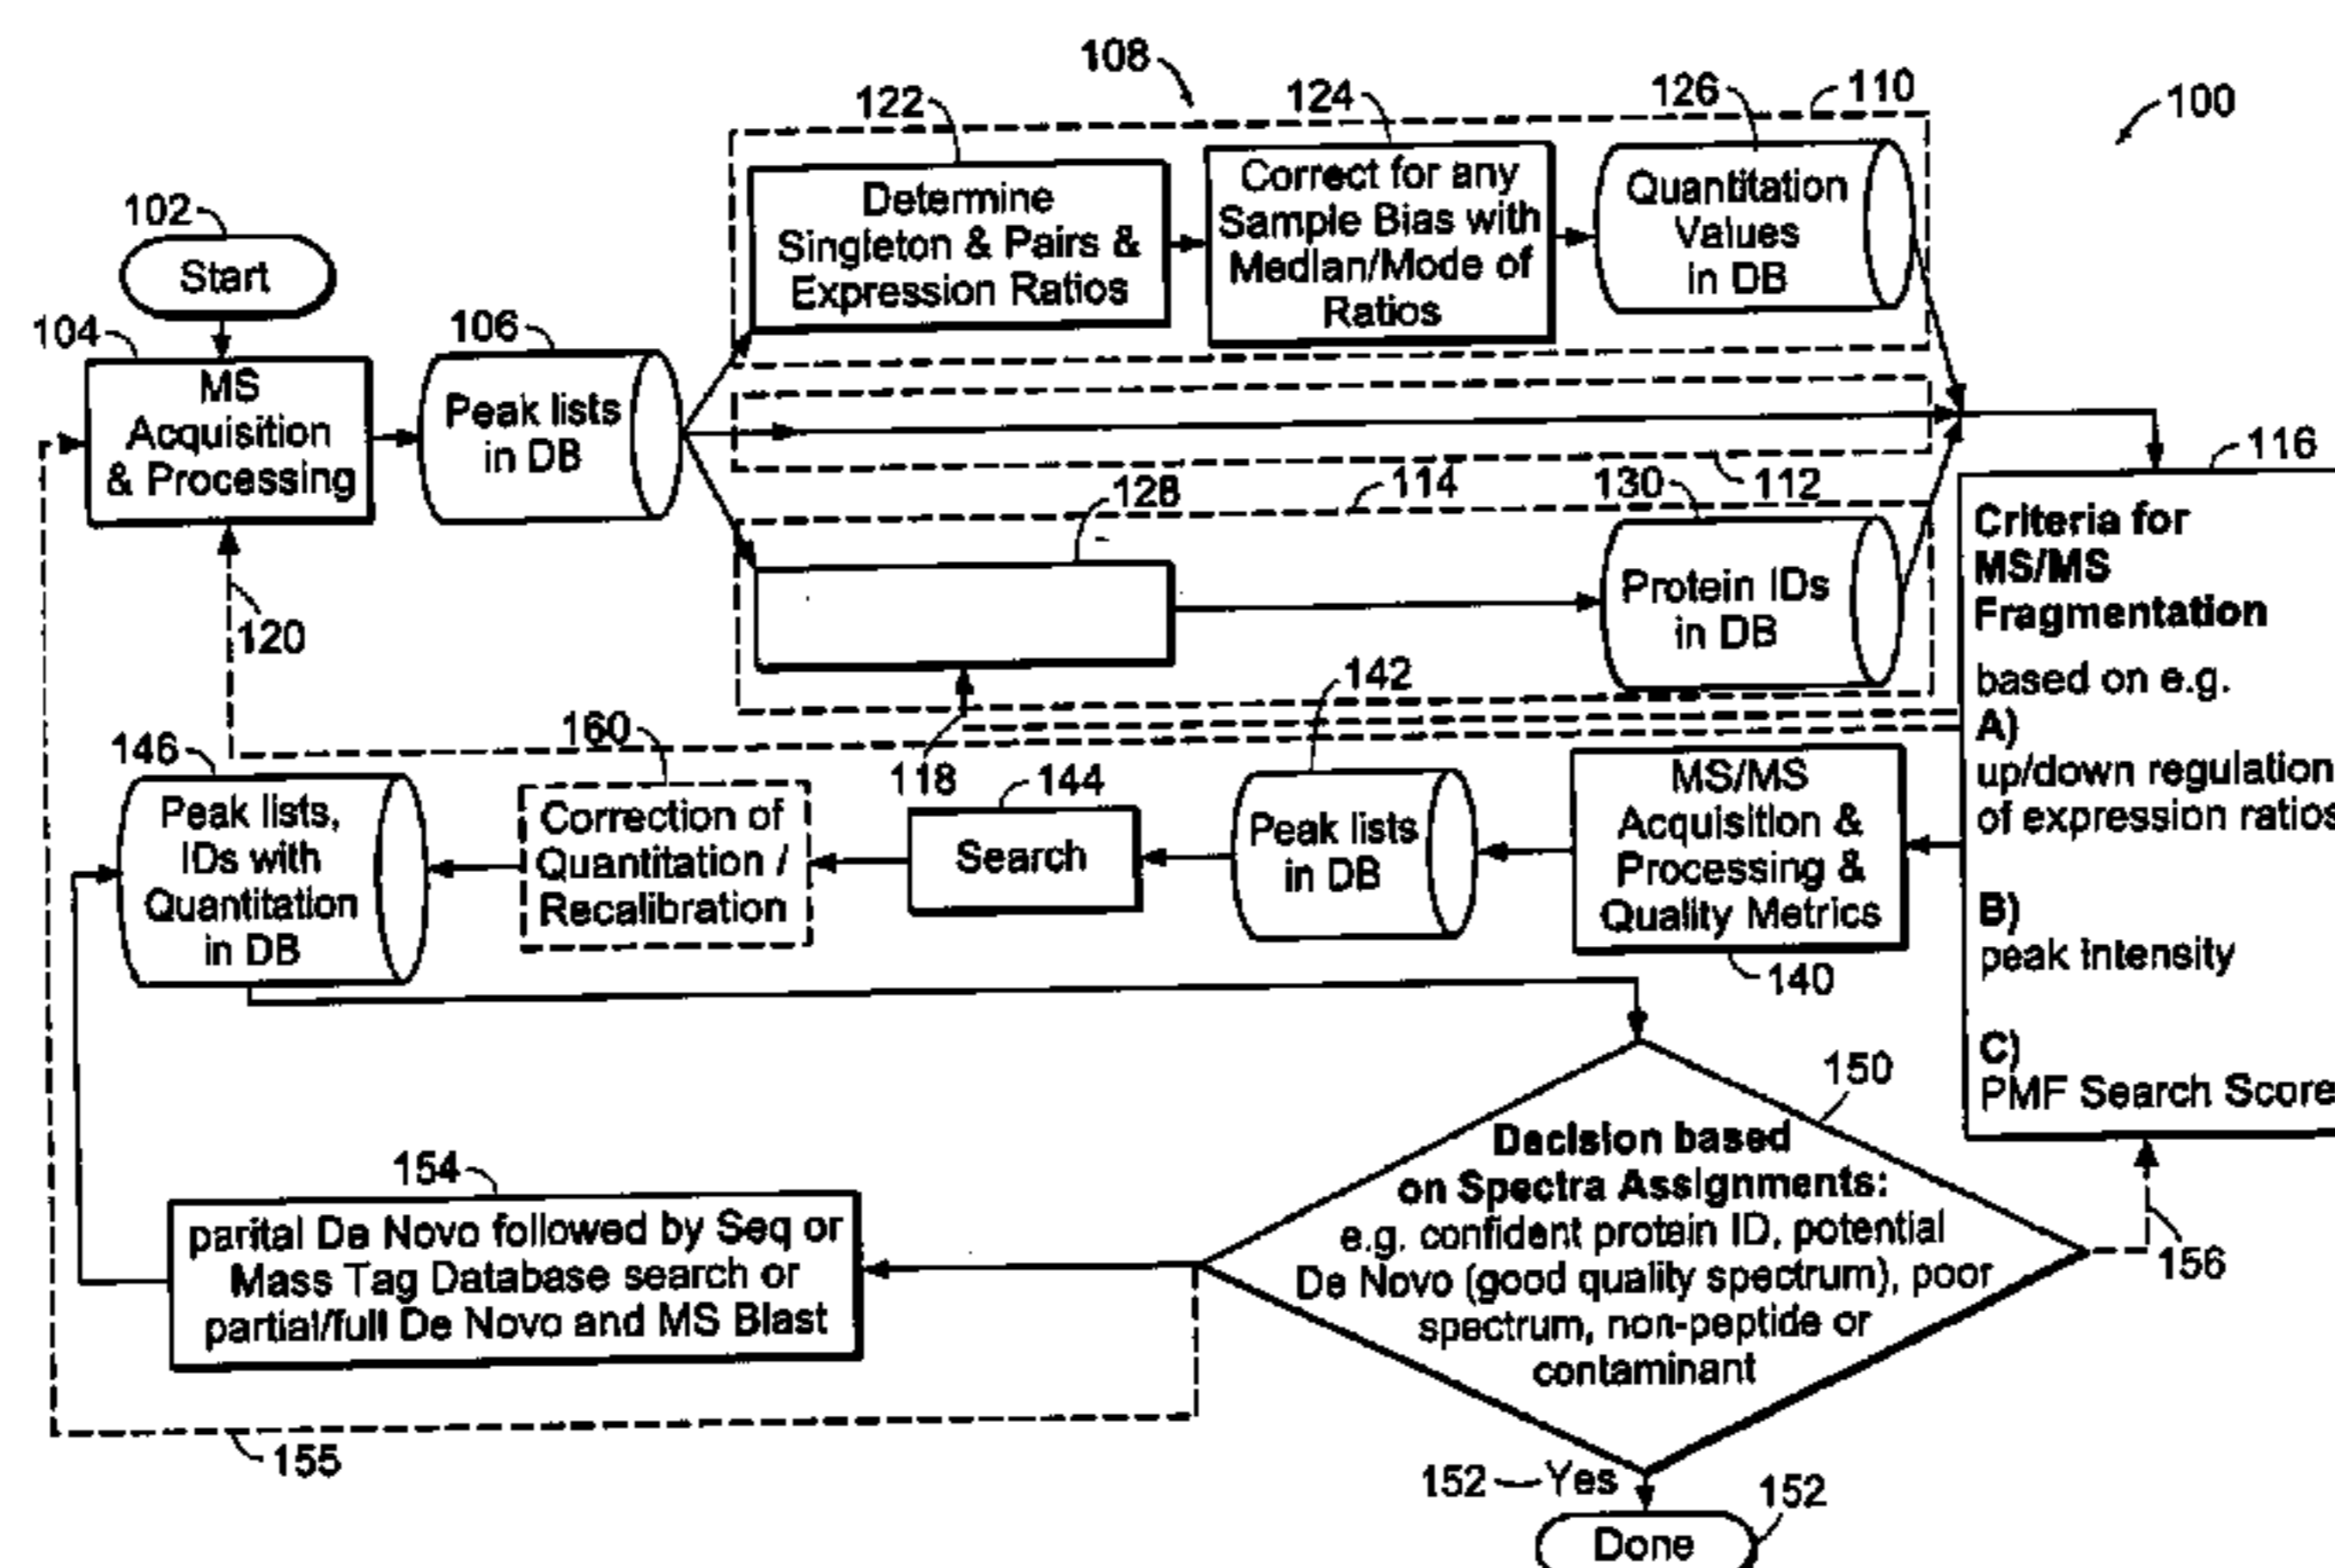 108
122
124
126
110
100
Determine
Singleton & Pairs &
Expression Ratios
Correct for any
Sample Bias with
Median/Mode of
Ratios
Quantitation
Values
in DB
102
Start
104
MS
Acquisition
& Processing
106
Peak lists
in DB
112
114
128
130
Protein IDs
in DB
116
Criteria for
MS/MS
Fragmentation
based on e.g.
A)
up/down regulation
of expression ratios
B)
peak intensity
C)
PMF Search Score
120
118
146
Peak lists,
IDs with
Quantitation
in DB
160
Correction of
Quantitation /
Recalibration
144
Search
142
Peak lists
in DB
MS/MS
Acquisition &
Processing &
Quality Metrics
140
150
Decision based
on Spectra Assignments:
e.g. confident protein ID, potential
De Novo (good quality spectrum), poor
spectrum, non-peptide or
contaminant
156
154
parital De Novo followed by Seq or
Mass Tag Database search or
partial/full De Novo and MS Blast
155
152 Yes
152
Done